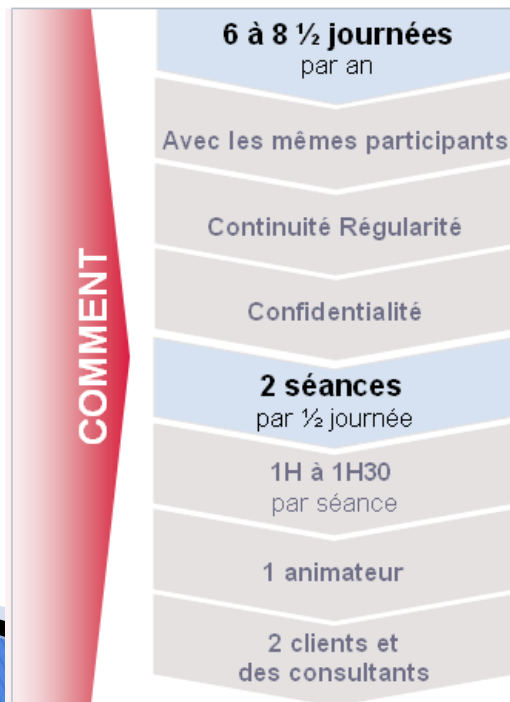 COMMENT
6 à 8 ½ journées
par an
Avec les mêmes participants
Continuité Régularité
Confidentialité
2 séances
par ½ journée
1H à 1H30
par séance
1 animateur
2 clients et
des consultants